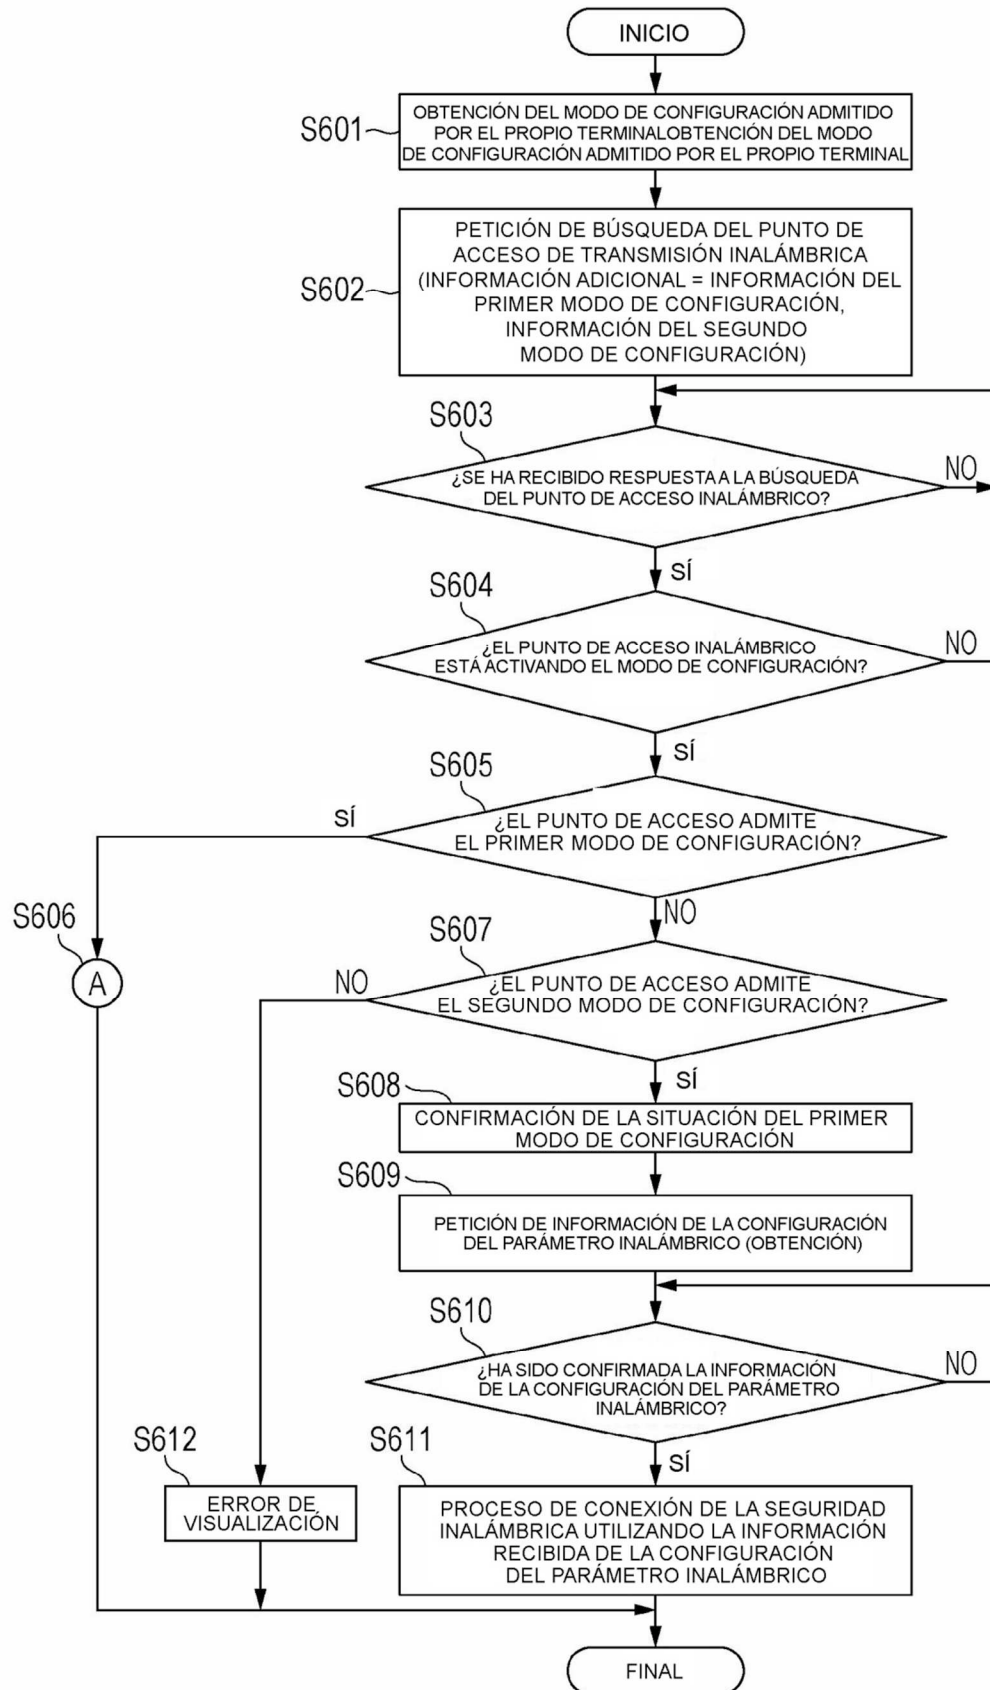 INICIO
S601
OBTENCIÓN DEL MODO DE CONFIGURACIÓN ADMITIDO
POR EL PROPIO TERMINALOBTENCIÓN DEL MODO
DE CONFIGURACIÓN ADMITIDO POR EL PROPIO TERMINAL
S602
PETICIÓN DE BÚSQUEDA DEL PUNTO DE
ACCESO DE TRANSMISIÓN INALÁMBRICA
(INFORMACIÓN ADICIONAL = INFORMACIÓN DEL
PRIMER MODO DE CONFIGURACIÓN,
INFORMACIÓN DEL SEGUNDO
MODO DE CONFIGURACIÓN)
S603
¿SE HA RECIBIDO RESPUESTA A LA BÚSQUEDA
DEL PUNTO DE ACCESO INALÁMBRICO?
NO
SÍ
S604
¿EL PUNTO DE ACCESO INALÁMBRICO
ESTÁ ACTIVANDO EL MODO DE CONFIGURACIÓN?
NO
SÍ
S605
¿EL PUNTO DE ACCESO ADMITE
EL PRIMER MODO DE CONFIGURACIÓN?
SÍ
NO
S606
A
S607
¿EL PUNTO DE ACCESO ADMITE
EL SEGUNDO MODO DE CONFIGURACIÓN?
NO
SÍ
S608
CONFIRMACIÓN DE LA SITUACIÓN DEL PRIMER
MODO DE CONFIGURACIÓN
S609
PETICIÓN DE INFORMACIÓN DE LA CONFIGURACIÓN
DEL PARÁMETRO INALÁMBRICO (OBTENCIÓN)
S610
¿HA SIDO CONFIRMADA LA INFORMACIÓN
DE LA CONFIGURACIÓN DEL PARÁMETRO
INALÁMBRICO?
NO
SÍ
S612
ERROR DE
VISUALIZACIÓN
S611
PROCESO DE CONEXIÓN DE LA SEGURIDAD
INALÁMBRICA UTILIZANDO LA INFORMACIÓN
RECIBIDA DE LA CONFIGURACIÓN
DEL PARÁMETRO INALÁMBRICO
FINAL